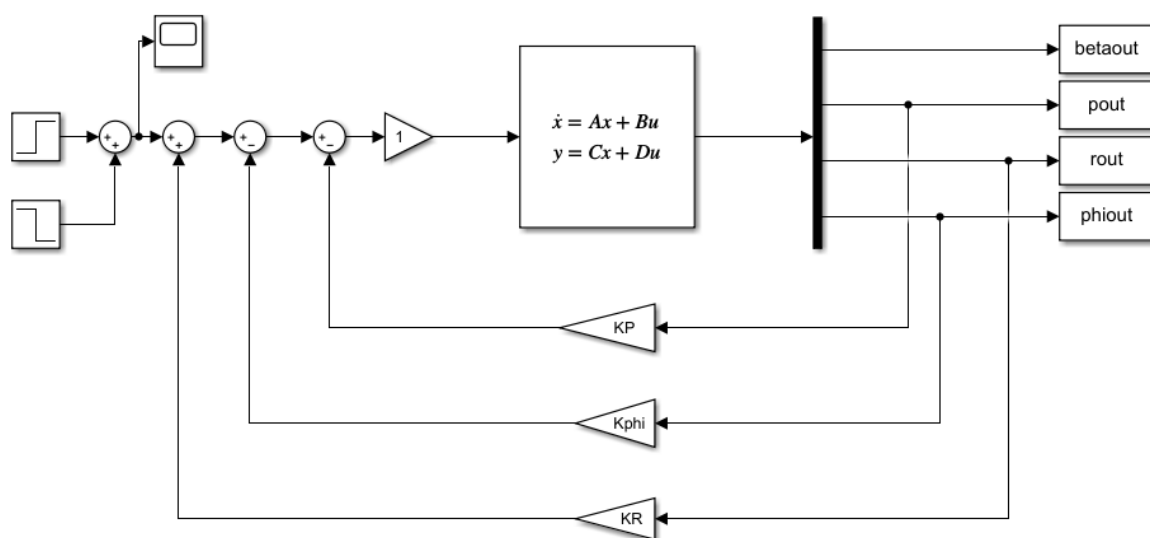 betaout
pout
rout
phiout
1
ẋ = Ax + Bu
y = Cx + Du
+
+
+
+
+
-
+
-
KP
Kphi
KR